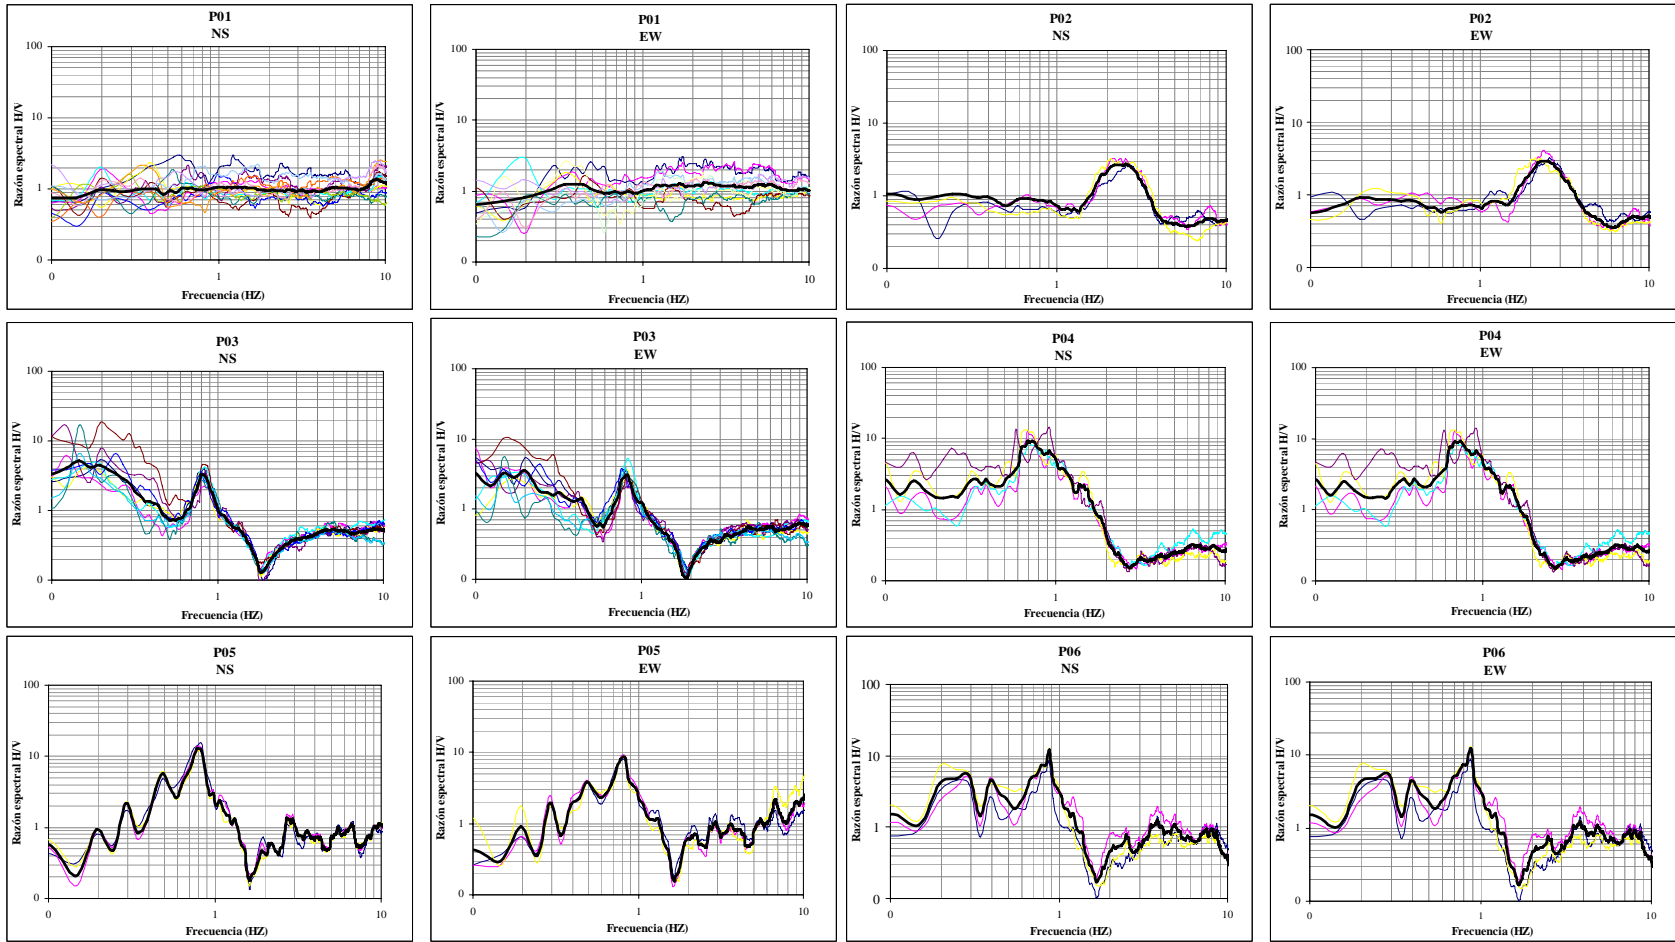 P01
NS
100
10
1
0
0
1
10
Razón espectral H/V
Frecuencia (HZ)
P01
EW
100
10
1
0
0
1
10
Razón espectral H/V
Frecuencia (HZ)
P02
NS
100
10
1
0
0
1
10
Razón espectral H/V
Frecuencia (HZ)
P02
EW
100
10
1
0
0
1
10
Razón espectral H/V
Frecuencia (HZ)
P03
NS
100
10
1
0
0
1
10
Razón espectral H/V
Frecuencia (HZ)
P03
EW
100
10
1
0
0
1
10
Razón espectral H/V
Frecuencia (HZ)
P04
NS
100
10
1
0
0
1
10
Razón espectral H/V
Frecuencia (HZ)
P04
EW
100
10
1
0
0
1
10
Razón espectral H/V
Frecuencia (HZ)
P05
NS
100
10
1
0
0
1
10
Razón espectral H/V
Frecuencia (HZ)
P05
EW
100
10
1
0
0
1
10
Razón espectral H/V
Frecuencia (HZ)
P06
NS
100
10
1
0
0
1
10
Razón espectral H/V
Frecuencia (HZ)
P06
EW
100
10
1
0
0
1
10
Razón espectral H/V
Frecuencia (HZ)